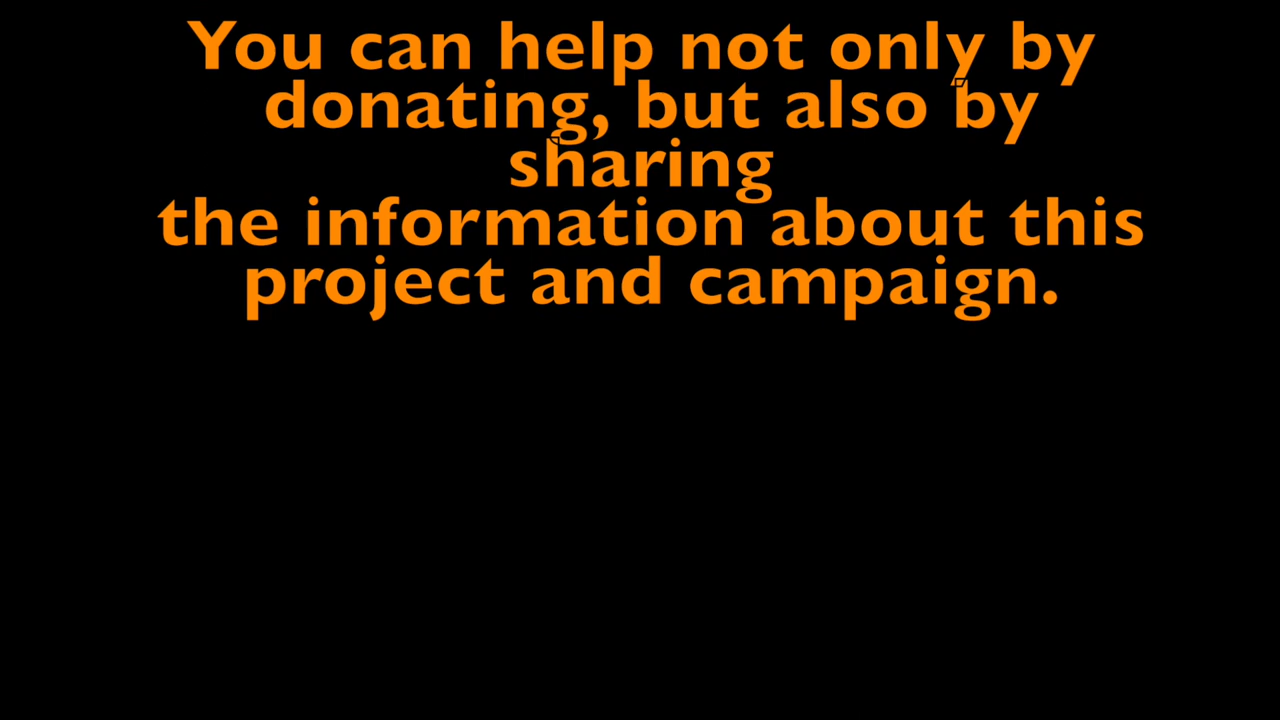 You can help not only by
donating, but also by
sharing
the information about this
project and campaign.